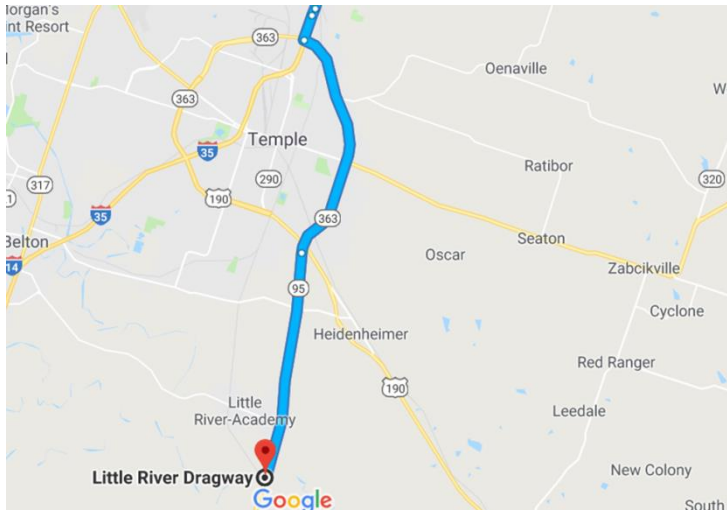 Morgan's
Point Resort
363
Oenaville
W
363
Temple
35
Ratibor
320
317
290
190
35
363
Belton
Oscar
Seaton
14
Zabcikville
95
Cyclone
Heidenheimer
Red Ranger
190
Little
River-Academy
Leedale
Little River Dragway
New Colony
Google
South